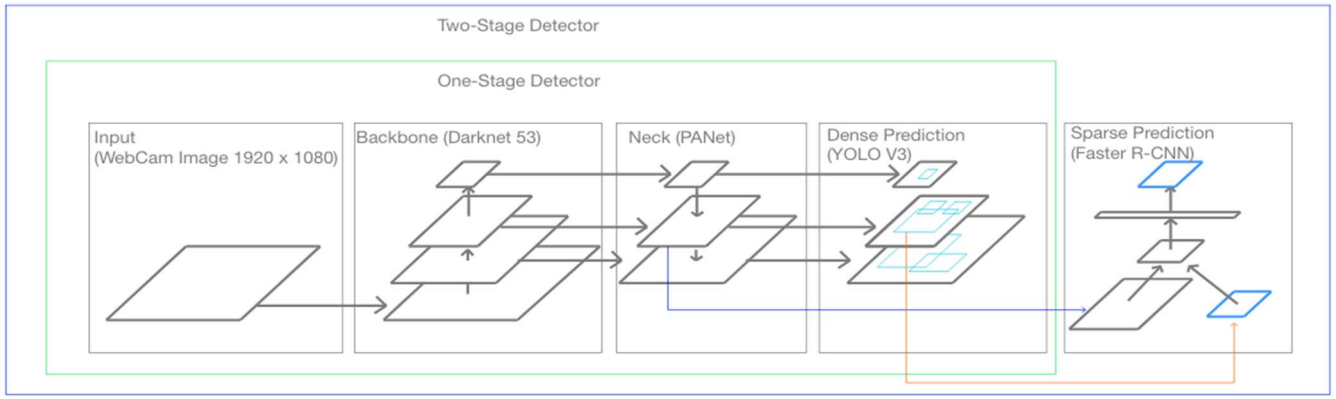 Two-Stage Detector
One-Stage Detector
Input
(WebCam Image 1920 x 1080)
Backbone (Darknet 53)
Neck (PANet)
Dense Prediction
(YOLO V3)
Sparse Prediction
(Faster R-CNN)